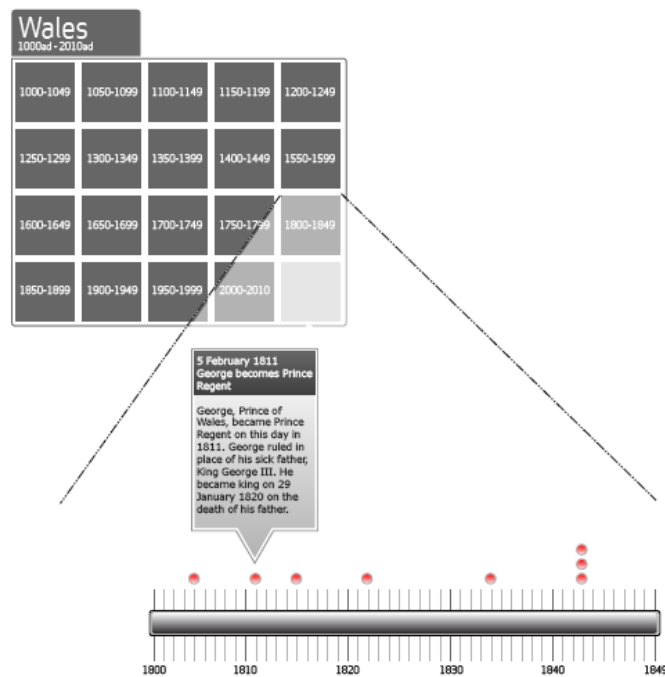 Wales
1000ad - 2010ad
1000-1049 1050-1099 1100-1149 1150-1199 1200-1249
1250-1299 1300-1349 1350-1399 1400-1449 1550-1599
1600-1649 1650-1699 1700-1749 1750-1799 1800-1849
1850-1899 1900-1949 1950-1999 2000-2010
5 February 1811
George becomes Prince
Regent
George, Prince of
Wales, became Prince
Regent on this day in
1811. George ruled in
place of his sick father,
King George III. He
became king on 29
January 1820 on the
death of his father.
1800 1810 1820 1830 1840 1849